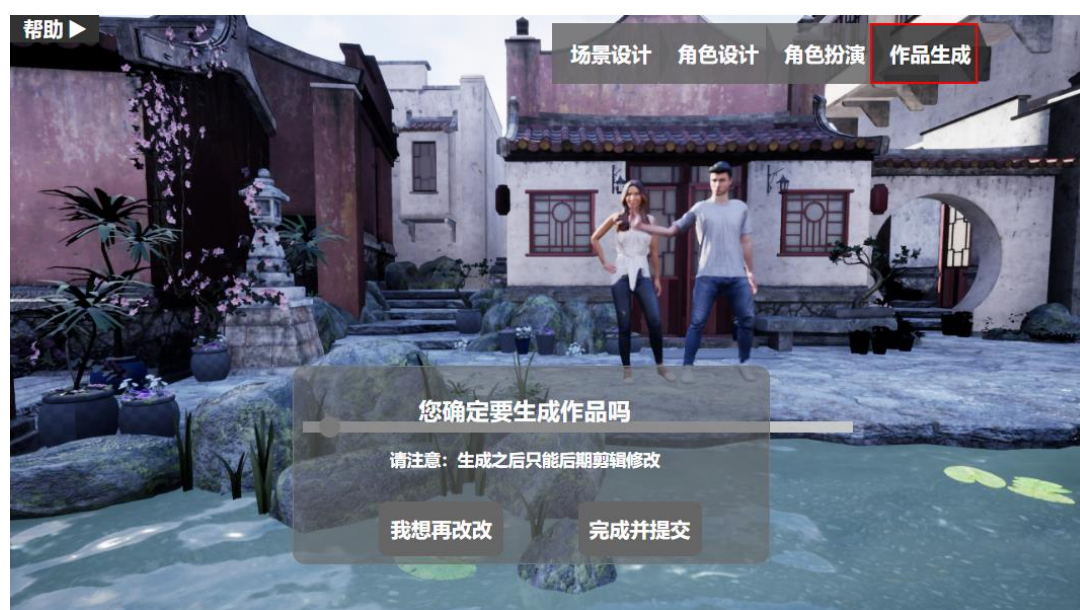 帮助▶
场景设计 角色设计 角色扮演 作品生成
您确定要生成作品吗
请注意：生成之后只能后期剪辑修改
我想再改改 完成并提交